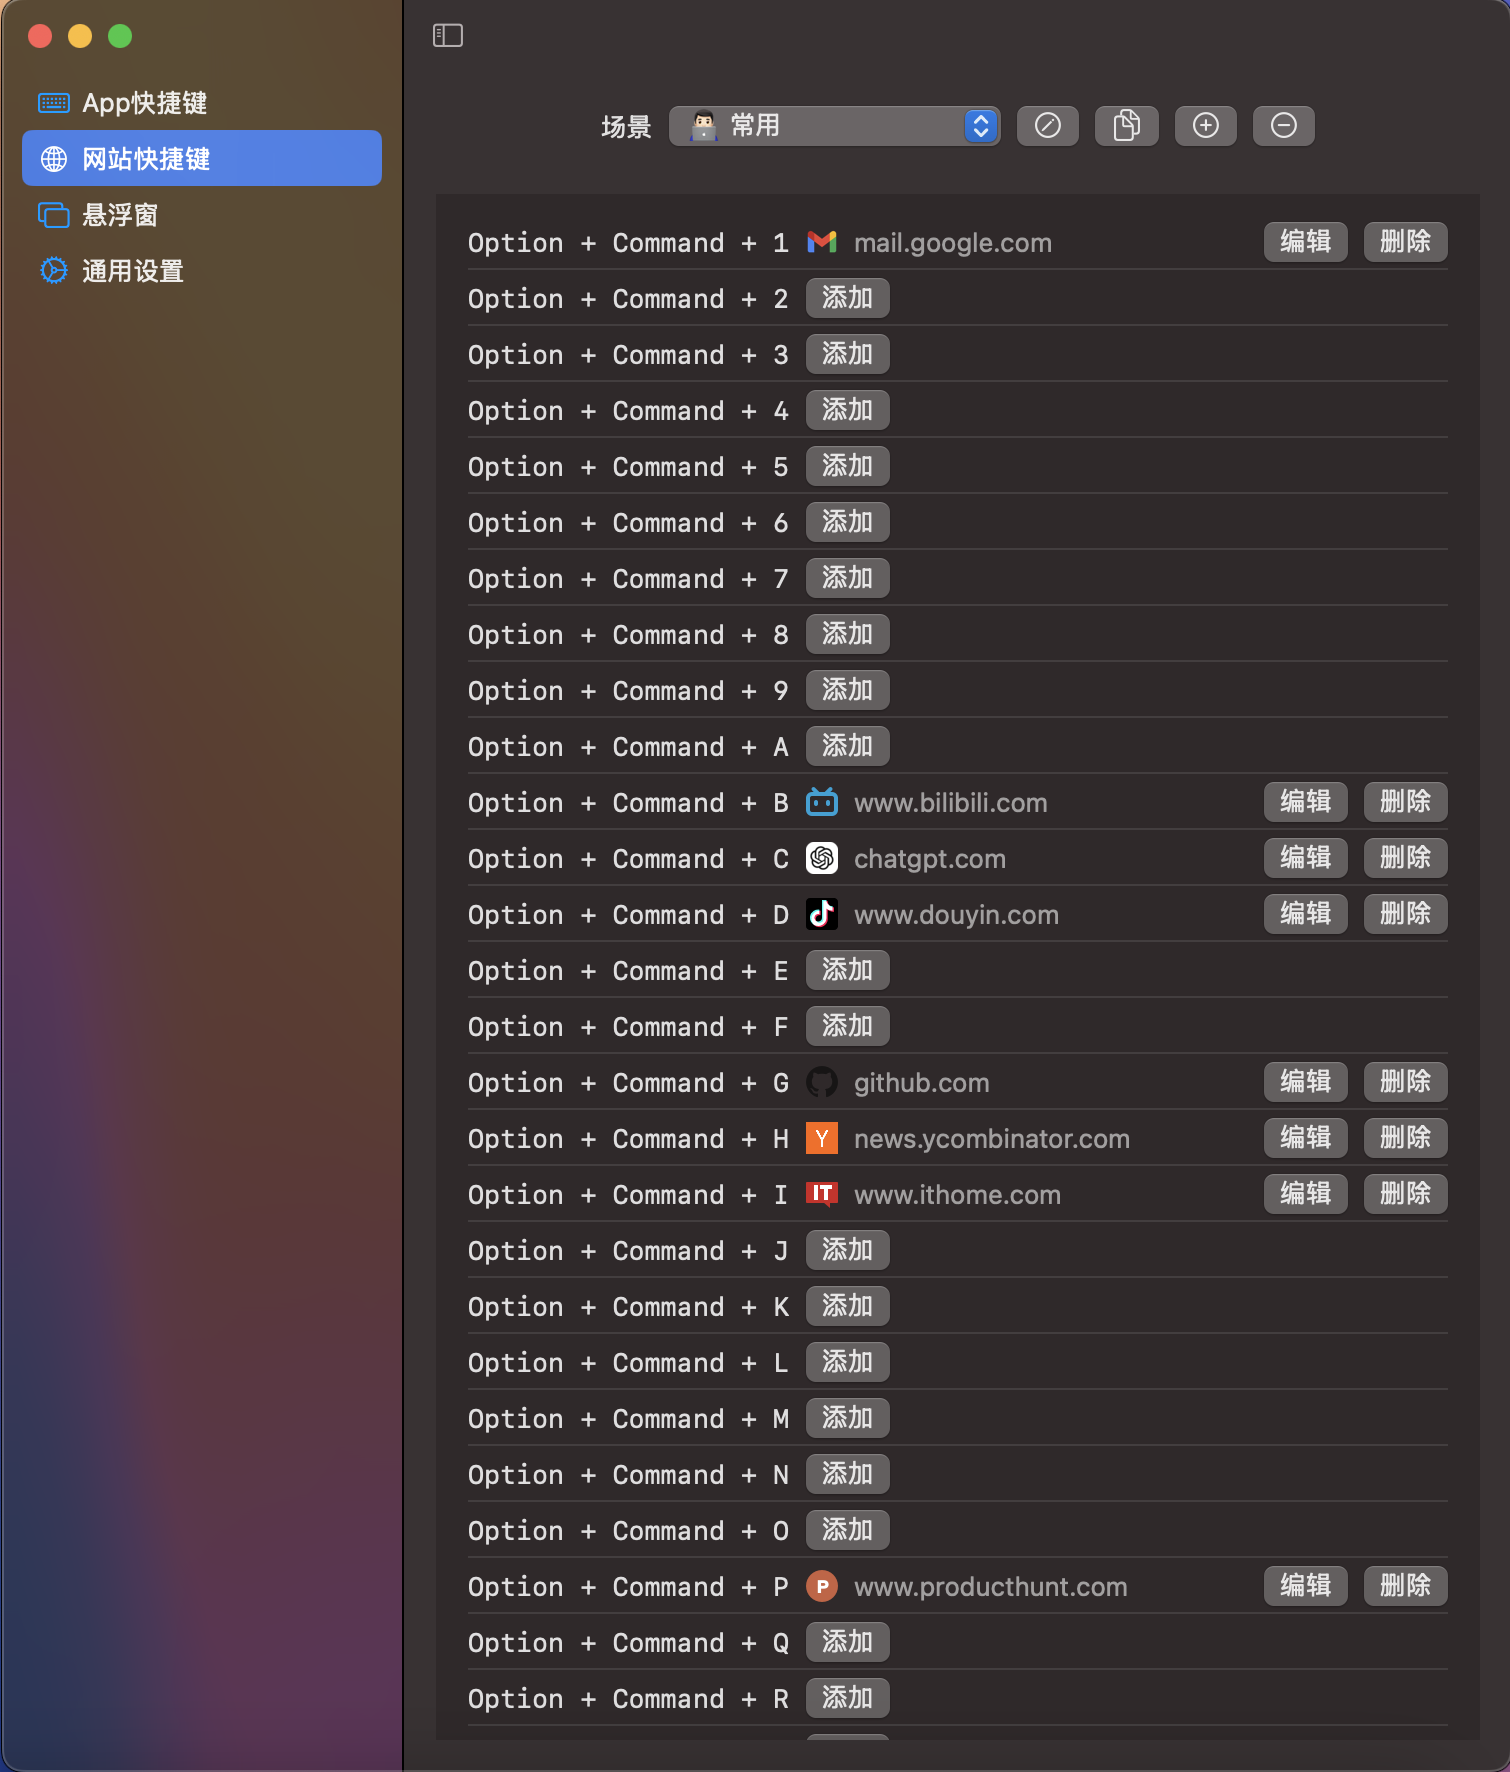 App快捷键
网站快捷键
悬浮窗
通用设置
场景 常用
Option + Command + 1 mail.google.com 编辑 删除
Option + Command + 2 添加
Option + Command + 3 添加
Option + Command + 4 添加
Option + Command + 5 添加
Option + Command + 6 添加
Option + Command + 7 添加
Option + Command + 8 添加
Option + Command + 9 添加
Option + Command + A 添加
Option + Command + B www.bilibili.com 编辑 删除
Option + Command + C chatgpt.com 编辑 删除
Option + Command + D www.douyin.com 编辑 删除
Option + Command + E 添加
Option + Command + F 添加
Option + Command + G github.com 编辑 删除
Option + Command + H Y news.ycombinator.com 编辑 删除
Option + Command + I IT www.ithome.com 编辑 删除
Option + Command + J 添加
Option + Command + K 添加
Option + Command + L 添加
Option + Command + M 添加
Option + Command + N 添加
Option + Command + O 添加
Option + Command + P P www.producthunt.com 编辑 删除
Option + Command + Q 添加
Option + Command + R 添加